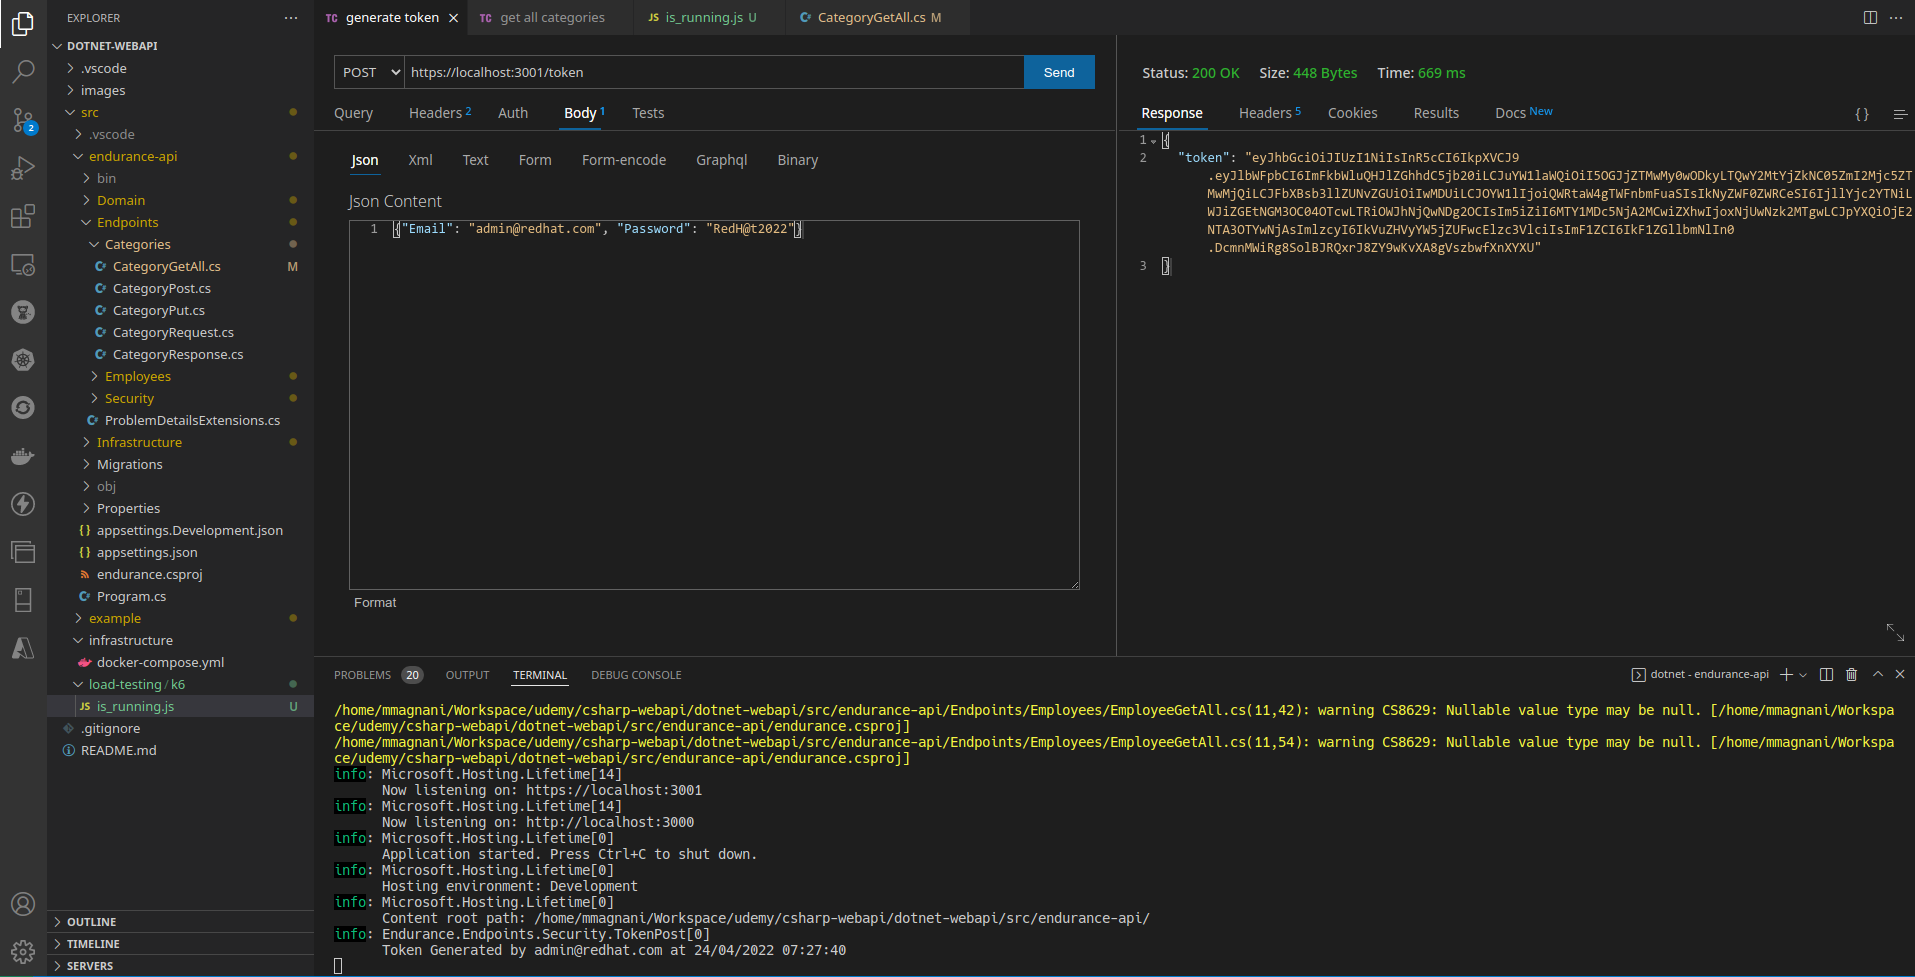 EXPLORER
DOTNET-WEBAPI
.vscode
images
src
.vscode
endurance-api
bin
Domain
Endpoints
Categories
CategoryGetAll.cs M
CategoryPost.cs
CategoryPut.cs
CategoryRequest.cs
CategoryResponse.cs
Employees
Security
ProblemDetailsExtensions.cs
Infrastructure
Migrations
obj
Properties
appsettings.Development.json
appsettings.json
endurance.csproj
Program.cs
example
infrastructure
docker-compose.yml
load-testing / k6
JS is_running.js U
.gitignore
README.md
OUTLINE
TIMELINE
SERVERS
2
TC generate token
TC get all categories
JS is_running.js U
CategoryGetAll.cs M
POST https://localhost:3001/token Send
Query Headers 2 Auth Body 1 Tests
Json Xml Text Form Form-encode Graphql Binary
Json Content
1 {"Email": "admin@redhat.com", "Password": "RedH@t2022"}
Format
Status: 200 OK Size: 448 Bytes Time: 669 ms
Response Headers 5 Cookies Results Docs New
1 {
2 "token": "eyJhbGciOiJIUzI1NiIsInR5cCI6IkpXVCJ9
3 }
PROBLEMS 20 OUTPUT TERMINAL DEBUG CONSOLE
dotnet - endurance-api
/home/mmagnani/Workspace/udemy/csharp-webapi/dotnet-webapi/src/endurance-api/Endpoints/Employees/EmployeeGetAll.cs(11,42): warning CS8629: Nullable value type may be null. [/home/mmagnani/Workspa
ce/udemy/csharp-webapi/dotnet-webapi/src/endurance-api/endurance.csproj]
/home/mmagnani/Workspace/udemy/csharp-webapi/dotnet-webapi/src/endurance-api/Endpoints/Employees/EmployeeGetAll.cs(11,54): warning CS8629: Nullable value type may be null. [/home/mmagnani/Workspa
ce/udemy/csharp-webapi/dotnet-webapi/src/endurance-api/endurance.csproj]
info: Microsoft.Hosting.Lifetime[14]
Now listening on: https://localhost:3001
info: Microsoft.Hosting.Lifetime[14]
Now listening on: http://localhost:3000
info: Microsoft.Hosting.Lifetime[0]
Application started. Press Ctrl+C to shut down.
info: Microsoft.Hosting.Lifetime[0]
Hosting environment: Development
info: Microsoft.Hosting.Lifetime[0]
Content root path: /home/mmagnani/Workspace/udemy/csharp-webapi/dotnet-webapi/src/endurance-api/
info: Endurance.Endpoints.Security.TokenPost[0]
Token Generated by admin@redhat.com at 24/04/2022 07:27:40